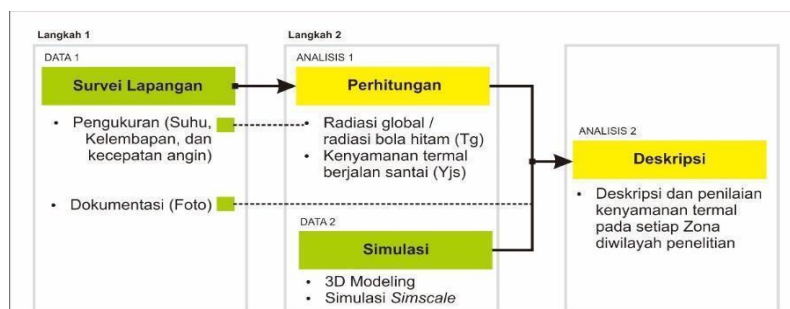 Langkah 1
DATA 1
Survei Lapangan
• Pengukuran (Suhu,
Kelembapan, dan
kecepatan angin)
• Dokumentasi (Foto)
Langkah 2
ANALISIS 1
Perhitungan
• Radiasi global /
radiasi bola hitam (Tg)
• Kenyamanan termal
berjalan santai (Yjs)
DATA 2
Simulasi
• 3D Modeling
• Simulasi Simscale
ANALISIS 2
Deskripsi
• Deskripsi dan penilaian
kenyamanan termal
pada setiap Zona
diwilayah penelitian